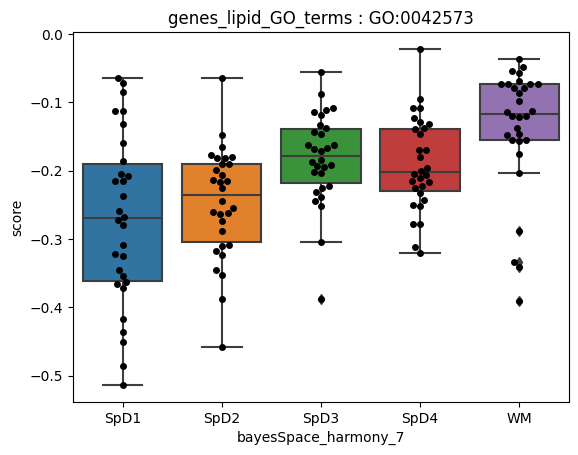 genes_lipid_GO_terms : GO:0042573
0.0
−0.1
−0.2
−0.3
−0.4
−0.5
score
SpD1 SpD2 SpD3 SpD4 WM
bayesSpace_harmony_7